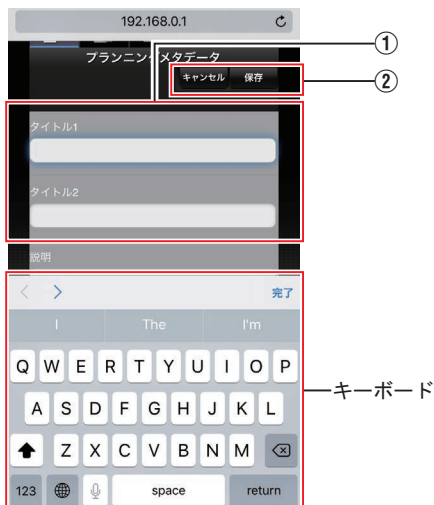 192.168.0.1
①
プランニングメタデータ
キャンセル 保存
②
タイトル1
タイトル2
説明
完了
I The I'm
Q W E R T Y U I O P
A S D F G H J K L
キーボード
Z X C V B N M
123 space return